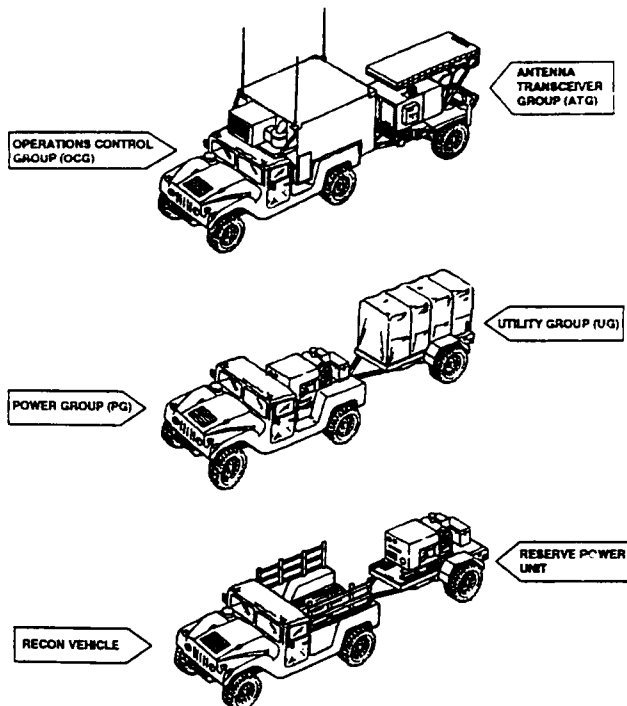 ANTENNA
TRANSCEIVER
GROUP (ATG)
OPERATIONS CONTROL
GROUP (OCG)
UTILITY GROUP (UG)
POWER GROUP (PG)
RESERVE POWER
UNIT
RECON VEHICLE